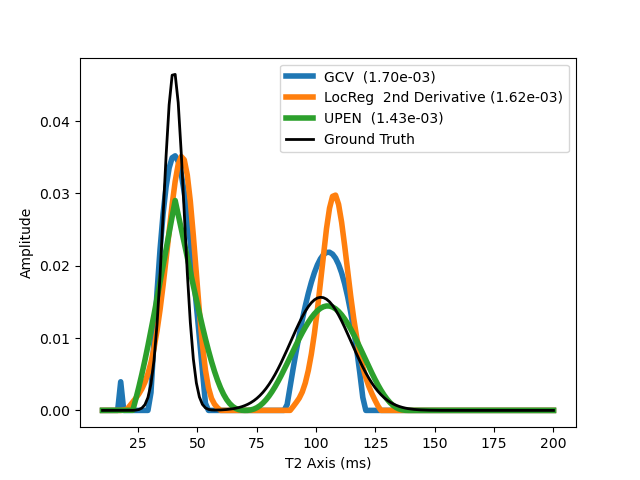 GCV (1.70e-03)
LocReg 2nd Derivative (1.62e-03)
UPEN (1.43e-03)
Ground Truth
0.04
0.03
0.02
0.01
0.00
Amplitude
25 50 75 100 125 150 175 200
T2 Axis (ms)